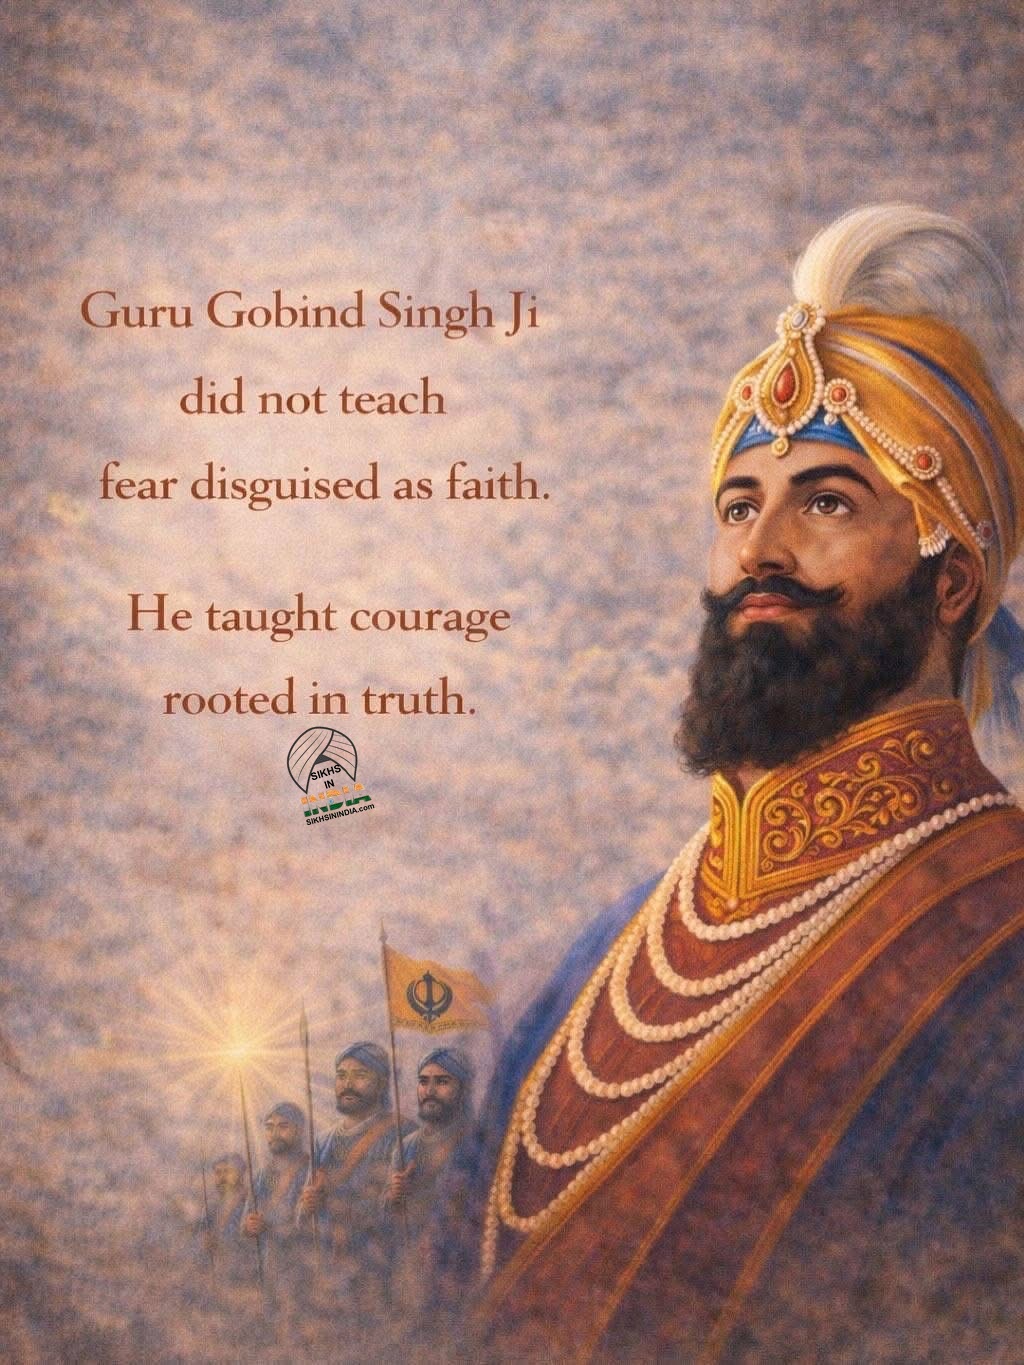 Guru Gobind Singh Ji
did not teach
fear disguised as faith.
He taught courage
rooted in truth.
SIKHS
IN
INDIA
SIKHSININDIA.com